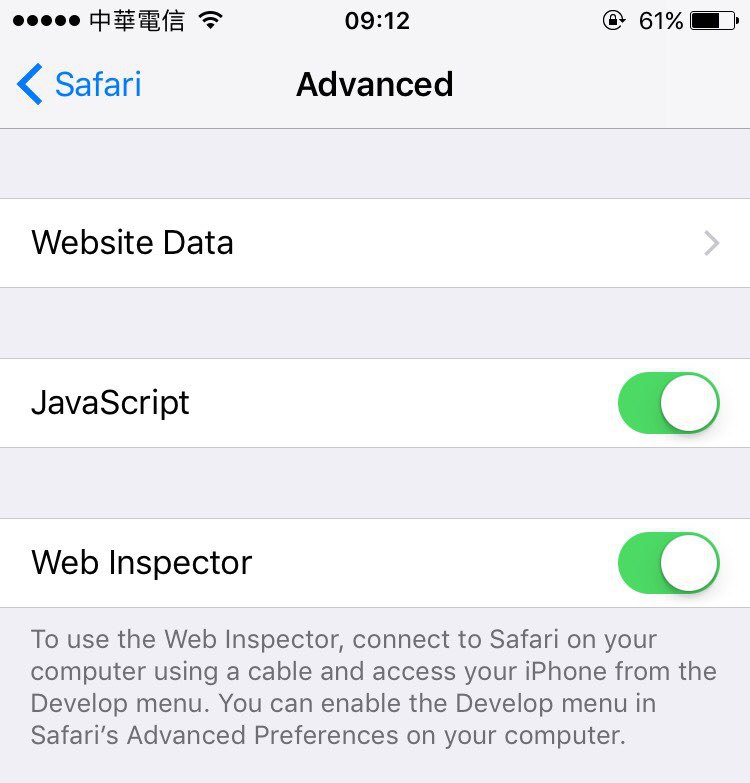 中華電信 09:12 61%
Safari Advanced
Website Data
JavaScript
Web Inspector
To use the Web Inspector, connect to Safari on your
computer using a cable and access your iPhone from the
Develop menu. You can enable the Develop menu in
Safari’s Advanced Preferences on your computer.